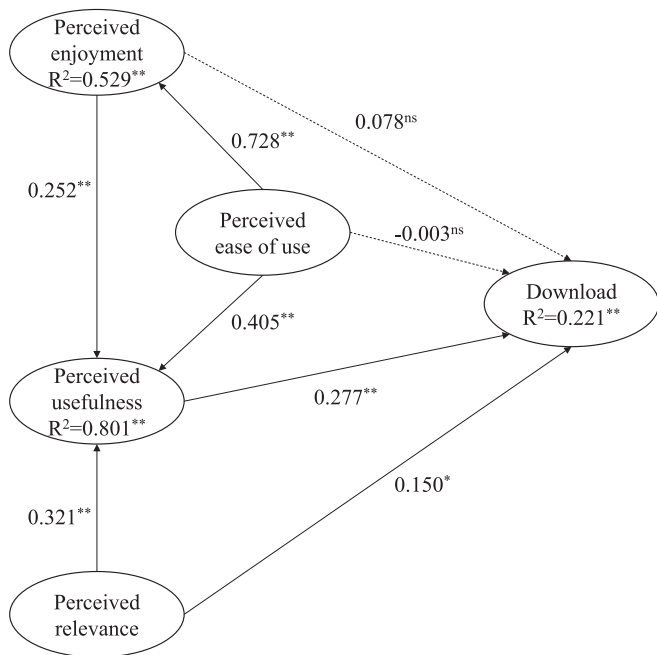 Perceived
enjoyment
R²=0.529**
0.078ⁿˢ
0.728**
0.252**
Perceived
ease of use
-0.003ⁿˢ
Download
R²=0.221**
0.405**
Perceived
usefulness
R²=0.801**
0.277**
0.150*
0.321**
Perceived
relevance